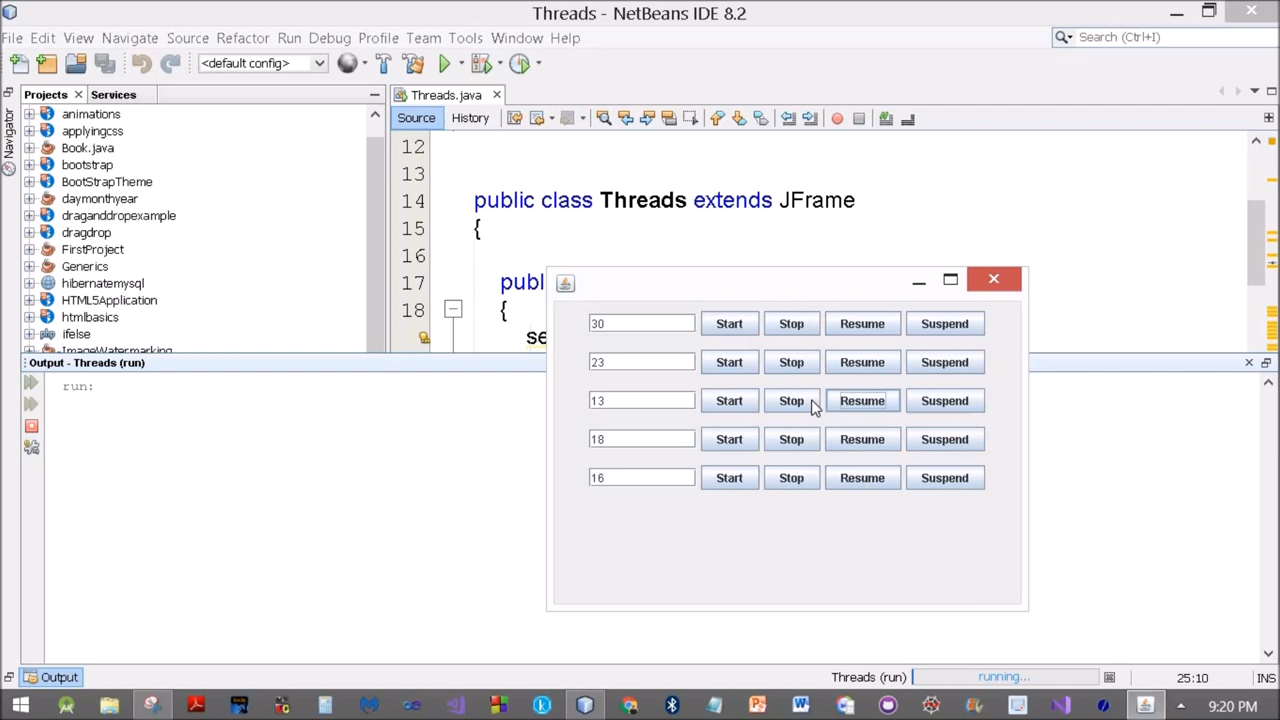 Threads - NetBeans IDE 8.2
File Edit View Navigate Source Refactor Run Debug Profile Team Tools Window Help
Search (Ctrl+I)
<default config>
Projects Services
Threads.java
Navigator
Source History
animations
applyingcss
Book.java
bootstrap
BootStrapTheme
daymonthyear
draganddropexample
dragdrop
FirstProject
Generics
hibernatemysql
HTML5Application
htmlbasics
ifelse
ImageWatermarking
12
13
14 public class Threads extends JFrame
15 {
16
17 publ
18 {
se
Output - Threads (run)
run:
30 Start Stop Resume Suspend
23 Start Stop Resume Suspend
13 Start Stop Resume Suspend
18 Start Stop Resume Suspend
16 Start Stop Resume Suspend
Output
Threads (run) running... 25:10 INS
9:20 PM